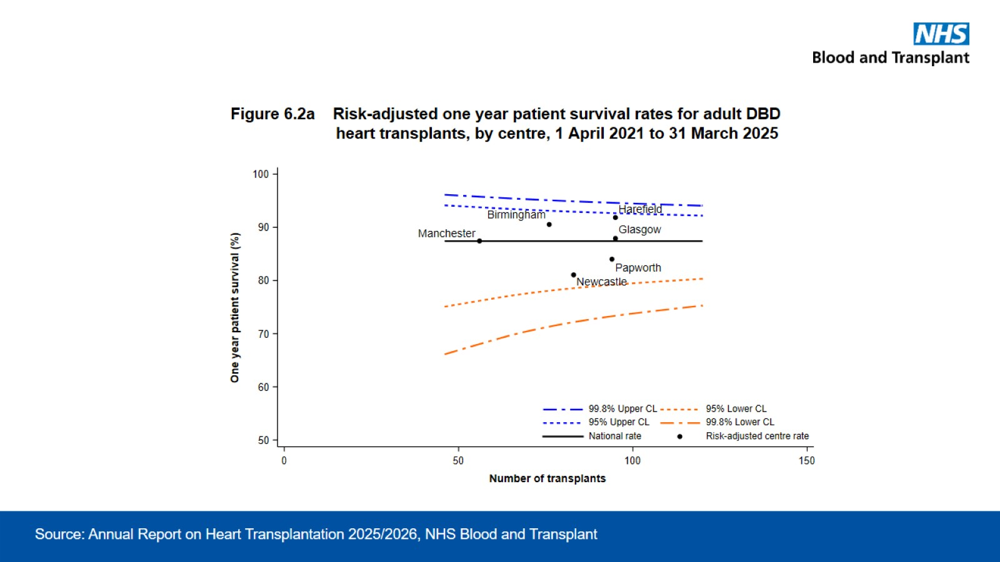 NHS
Blood and Transplant
Figure 6.2a Risk-adjusted one year patient survival rates for adult DBD
heart transplants, by centre, 1 April 2021 to 31 March 2025
One year patient survival (%)
100
90
80
70
60
50
Harefield
Birmingham
Glasgow
Manchester
Papworth
Newcastle
99.8% Upper CL
95% Lower CL
95% Upper CL
99.8% Lower CL
National rate
Risk-adjusted centre rate
0
50
100
150
Number of transplants
Source: Annual Report on Heart Transplantation 2025/2026, NHS Blood and Transplant